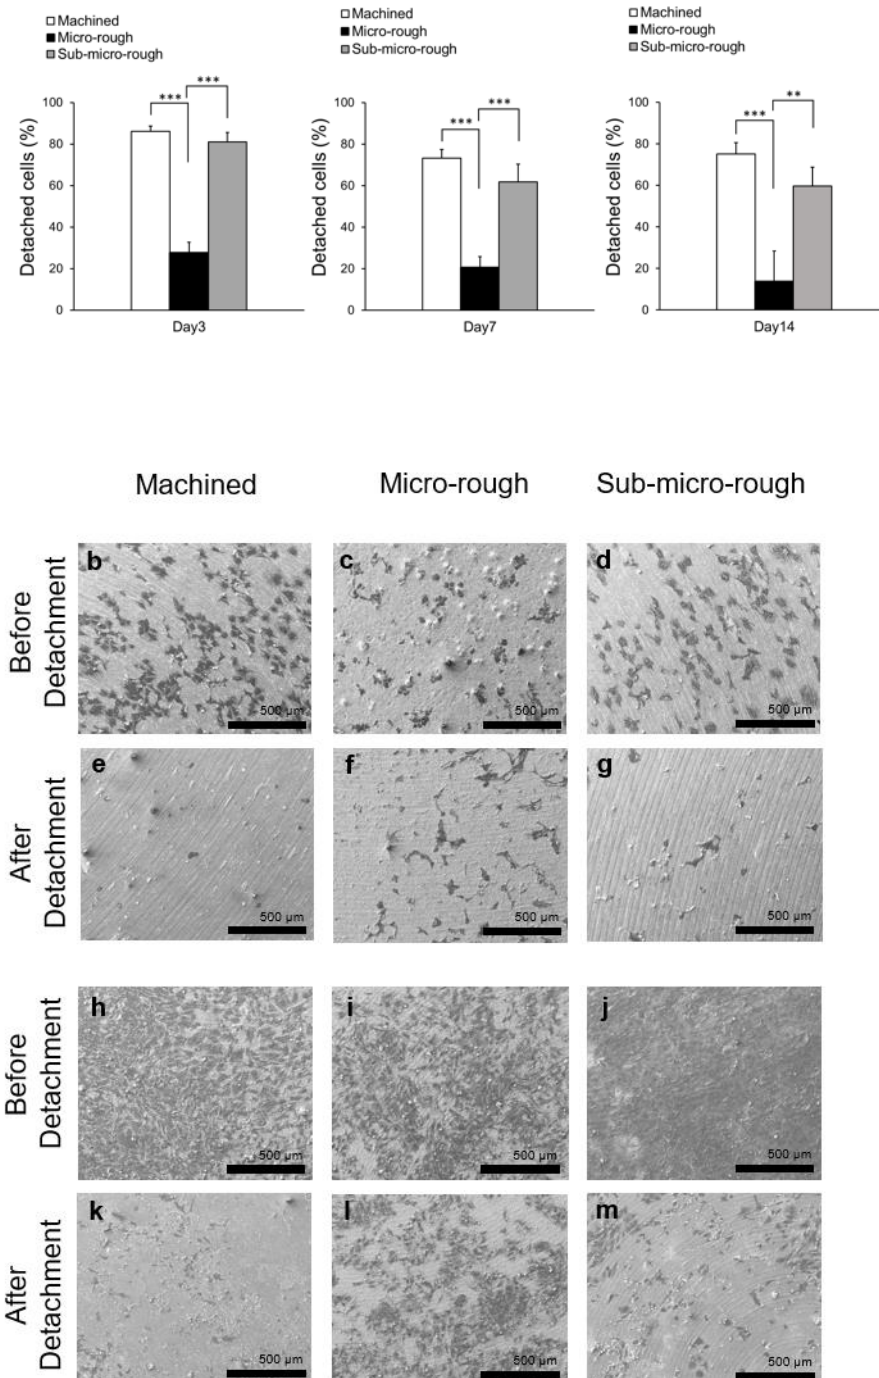 Machined
Micro-rough
Sub-micro-rough
***
***
100
80
60
40
20
0
Detached cells (%)
Day3
Machined
Micro-rough
Sub-micro-rough
***
***
100
80
60
40
20
0
Detached cells (%)
Day7
Machined
Micro-rough
Sub-micro-rough
**
***
100
80
60
40
20
0
Detached cells (%)
Day14
Machined Micro-rough Sub-micro-rough
Before
Detachment
b
500 µm
c
500 µm
d
500 µm
After
Detachment
e
500 µm
f
500 µm
g
500 µm
Before
Detachment
h
500 µm
i
500 µm
j
500 µm
After
Detachment
k
500 µm
l
500 µm
m
500 µm